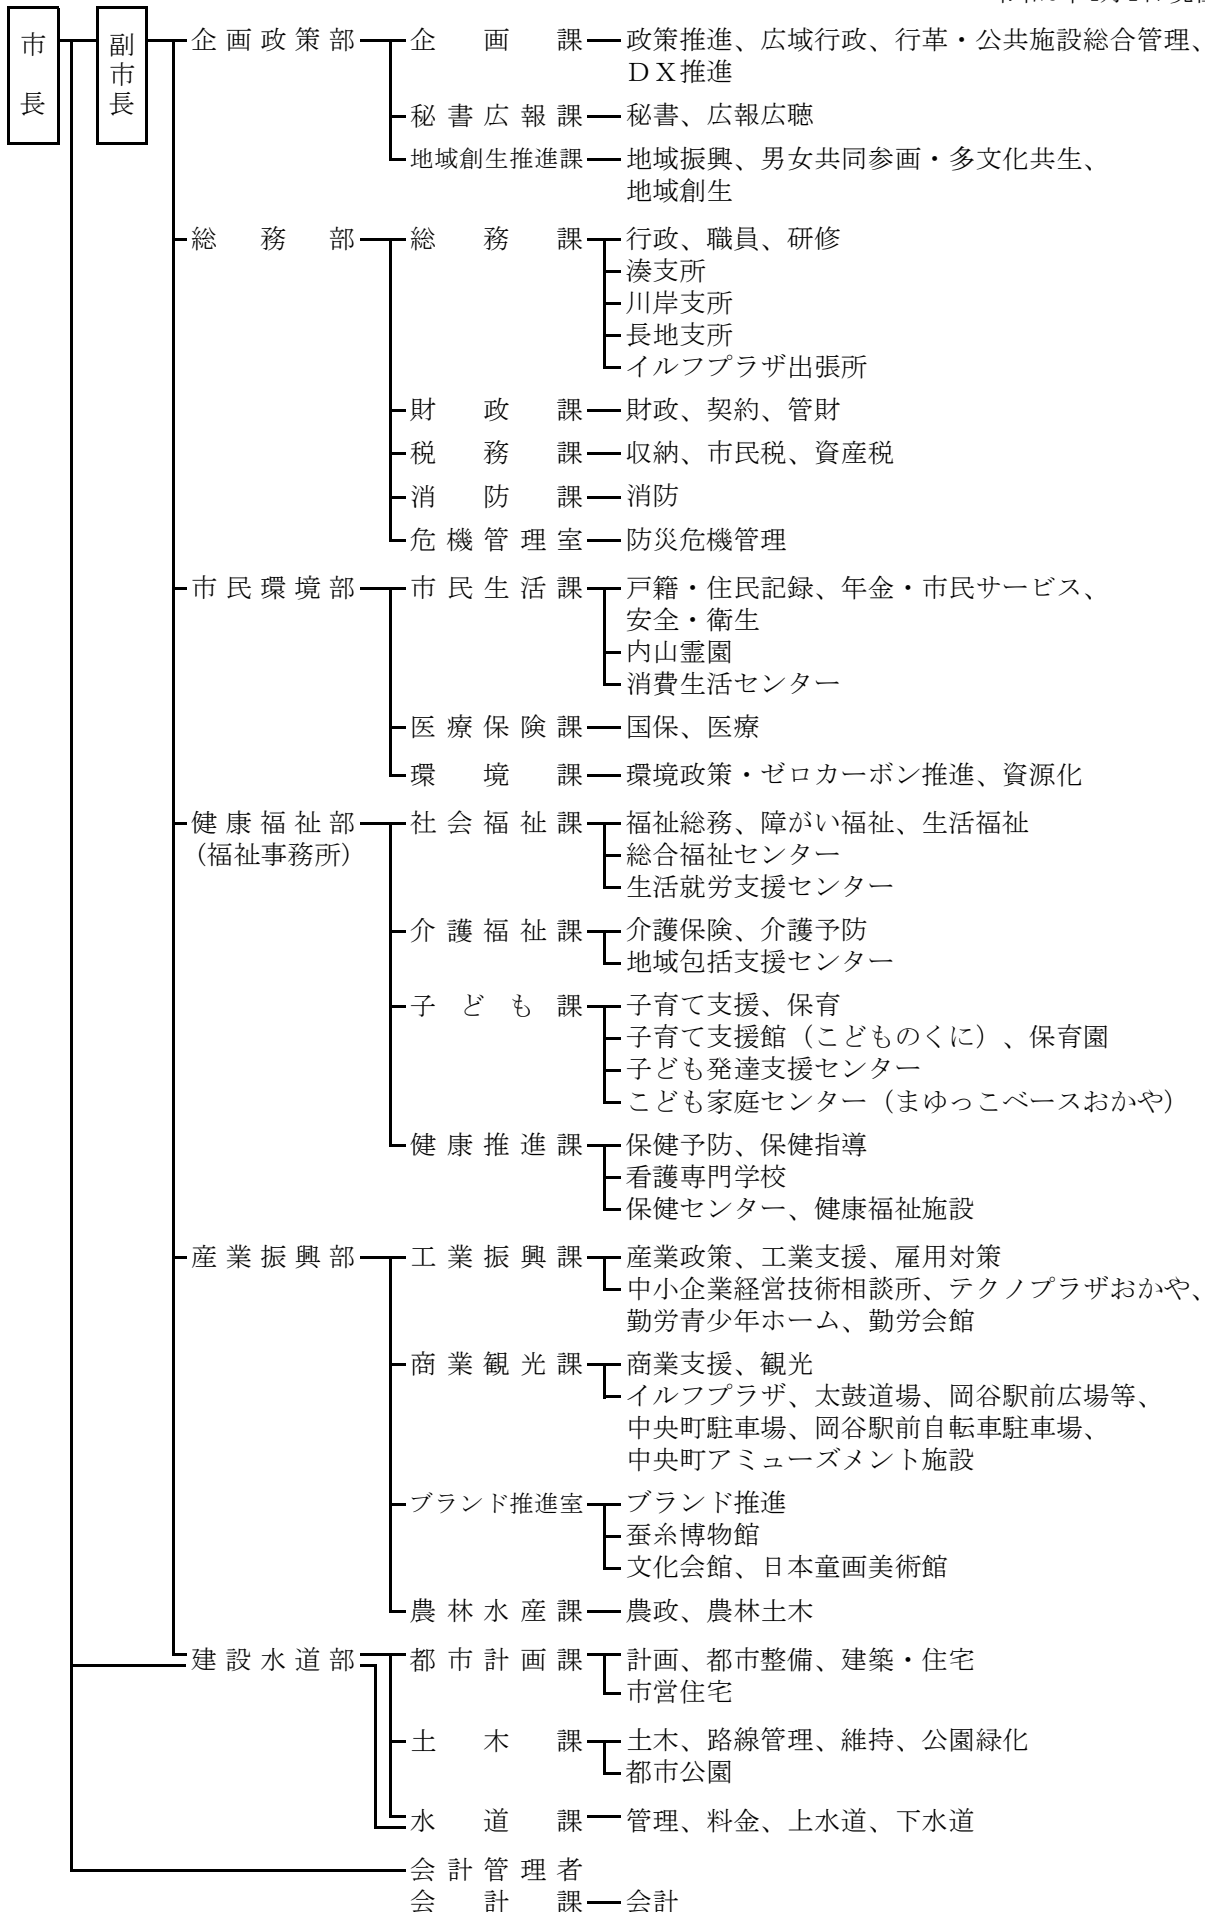 市長
副市長
企画政策部 企画課 政策推進、広域行政、行革・公共施設総合管理、
ＤＸ推進
秘書広報課 秘書、広報広聴
地域創生推進課 地域振興、男女共同参画・多文化共生、
地域創生
総務部 総務課 行政、職員、研修
湊支所
川岸支所
長地支所
イルフプラザ出張所
財政課 財政、契約、管財
税務課 収納、市民税、資産税
消防課 消防
危機管理室 防災危機管理
市民環境部 市民生活課 戸籍・住民記録、年金・市民サービス、
安全・衛生
内山霊園
消費生活センター
医療保険課 国保、医療
環境課 環境政策・ゼロカーボン推進、資源化
健康福祉部 社会福祉課 福祉総務、障がい福祉、生活福祉
（福祉事務所） 総合福祉センター
生活就労支援センター
介護福祉課 介護保険、介護予防
地域包括支援センター
子ども課 子育て支援、保育
子育て支援館（こどものくに）、保育園
子ども発達支援センター
こども家庭センター（まゆっこベースおかや）
健康推進課 保健予防、保健指導
看護専門学校
保健センター、健康福祉施設
産業振興部 工業振興課 産業政策、工業支援、雇用対策
中小企業経営技術相談所、テクノプラザおかや、
勤労青少年ホーム、勤労会館
商業観光課 商業支援、観光
イルフプラザ、太鼓道場、岡谷駅前広場等、
中央町駐車場、岡谷駅前自転車駐車場、
中央町アミューズメント施設
ブランド推進室 ブランド推進
蚕糸博物館
文化会館、日本童画美術館
農林水産課 農政、農林土木
建設水道部 都市計画課 計画、都市整備、建築・住宅
市営住宅
土木課 土木、路線管理、維持、公園緑化
都市公園
水道課 管理、料金、上水道、下水道
会計管理者
会計課 会計